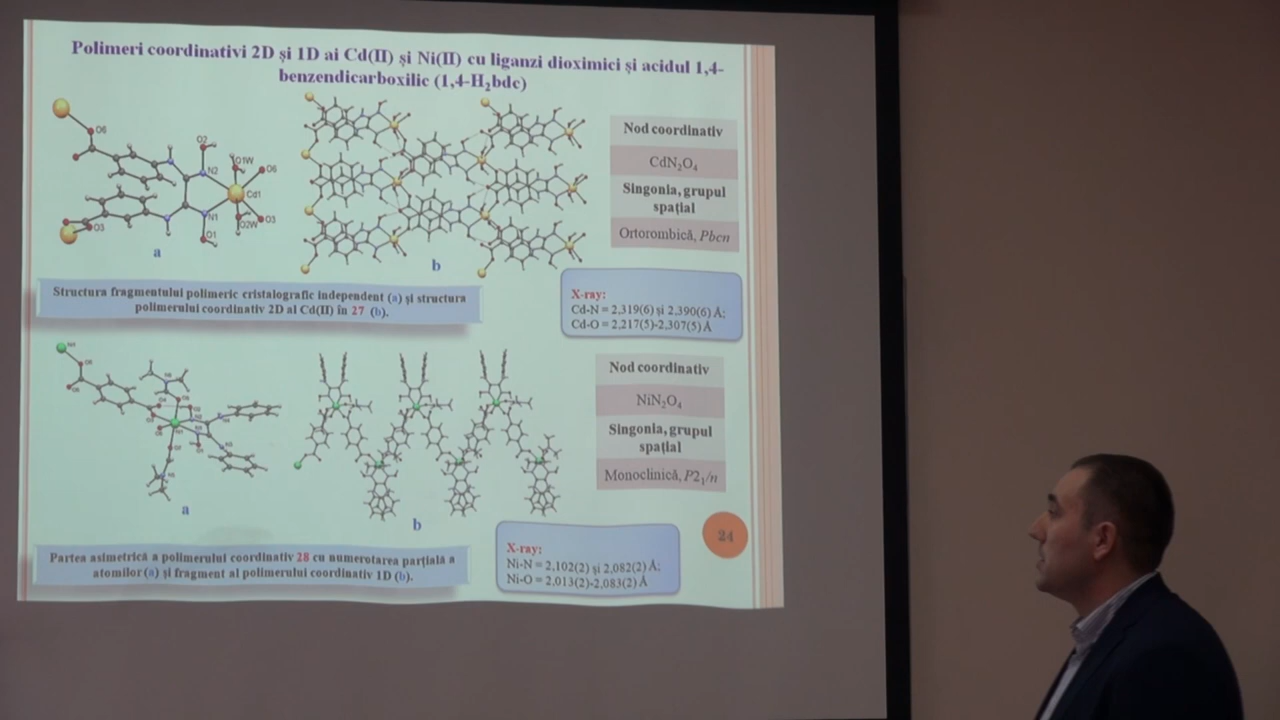 Polimeri coordinativi 2D și 1D ai Cd(II) și Ni(II) cu liganzi dioximici și acidul 1,4-
benzendicarboxilic (1,4-H₂bdc)
O6
O3
O2
N2
O1W
O6
Cd1
N1
O2W
O3
O1
a
b
Nod coordinativ
CdN₂O₄
Singonia, grupul
spațial
Ortorombică, Pbcn
Structura fragmentului polimeric cristalografic independent (a) și structura
polimerului coordinativ 2D al Cd(II) în 27 (b).
X-ray:
Cd-N = 2,319(6) și 2,390(6) Å;
Cd-O = 2,217(5)-2,307(5) Å
a
b
Nod coordinativ
NiN₂O₄
Singonia, grupul
spațial
Monoclinică, P2₁/n
24
Partea asimetrică a polimerului coordinativ 28 cu numerotarea parțială a
atomilor (a) și fragment al polimerului coordinativ 1D (b).
X-ray:
Ni-N = 2,102(2) și 2,082(2) Å;
Ni-O = 2,013(2)-2,083(2) Å